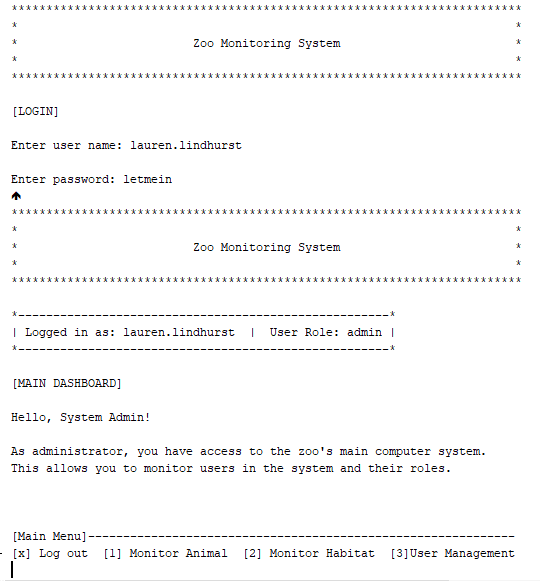 *************************************************************************
*                                                                       *
*                         Zoo Monitoring System                         *
*                                                                       *
*************************************************************************
[LOGIN]
Enter user name: lauren.lindhurst
Enter password: letmein
*************************************************************************
*                                                                       *
*                         Zoo Monitoring System                         *
*                                                                       *
*************************************************************************
*-----------------------------------------------------*
| Logged in as: lauren.lindhurst  |  User Role: admin |
*-----------------------------------------------------*
[MAIN DASHBOARD]
Hello, System Admin!
As administrator, you have access to the zoo's main computer system.
This allows you to monitor users in the system and their roles.
[Main Menu]-------------------------------------------------------------
[x] Log out  [1] Monitor Animal  [2] Monitor Habitat  [3]User Management